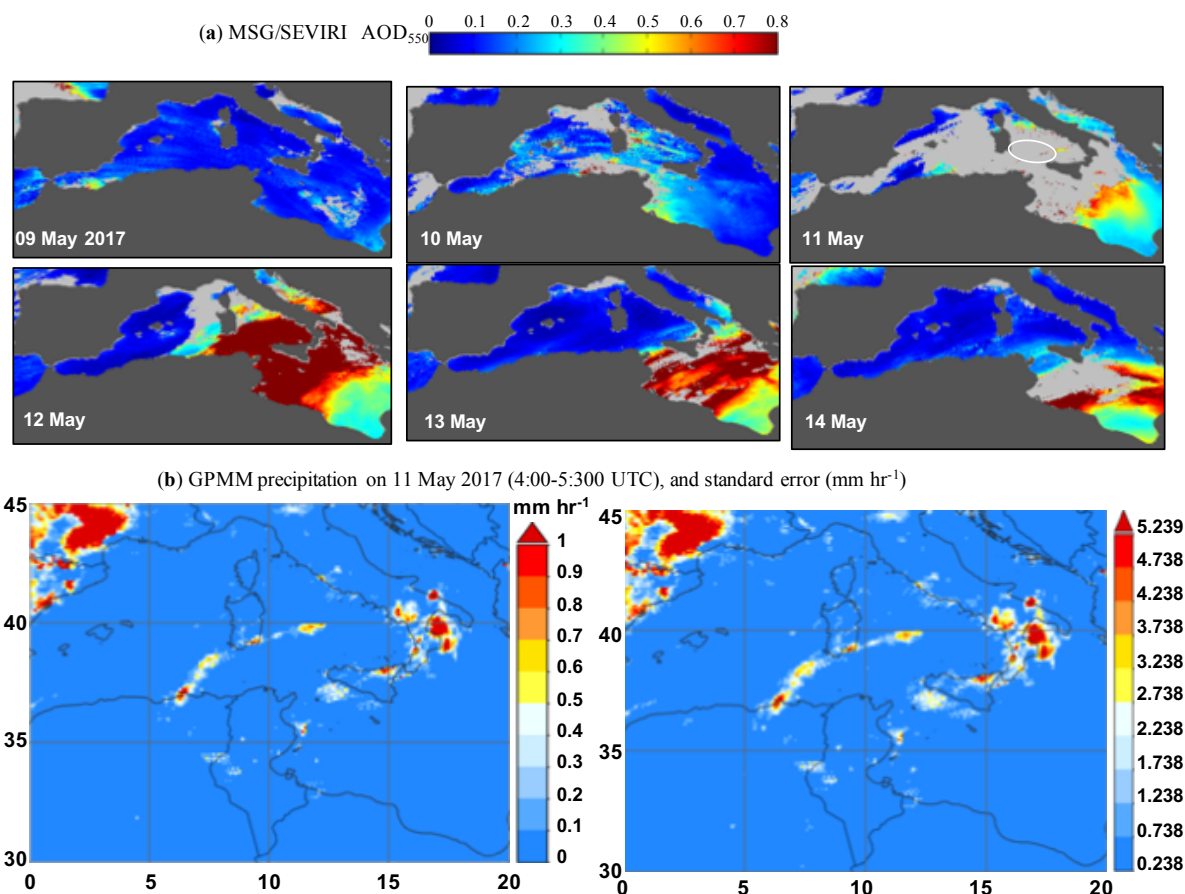 0 0.1 0.2 0.3 0.4 0.5 0.6 0.7 0.8
(a) MSG/SEVIRI AOD550
09 May 2017
10 May
11 May
12 May
13 May
14 May
(b) GPMM precipitation on 11 May 2017 (4:00-5:300 UTC), and standard error (mm hr-1)
45
40
35
30
0 5 10 15 20
mm hr-1
1
0.9
0.8
0.7
0.6
0.5
0.4
0.3
0.2
0.1
0
45
40
35
30
0 5 10 15 20
5.239
4.738
4.238
3.738
3.238
2.738
2.238
1.738
1.238
0.738
0.238